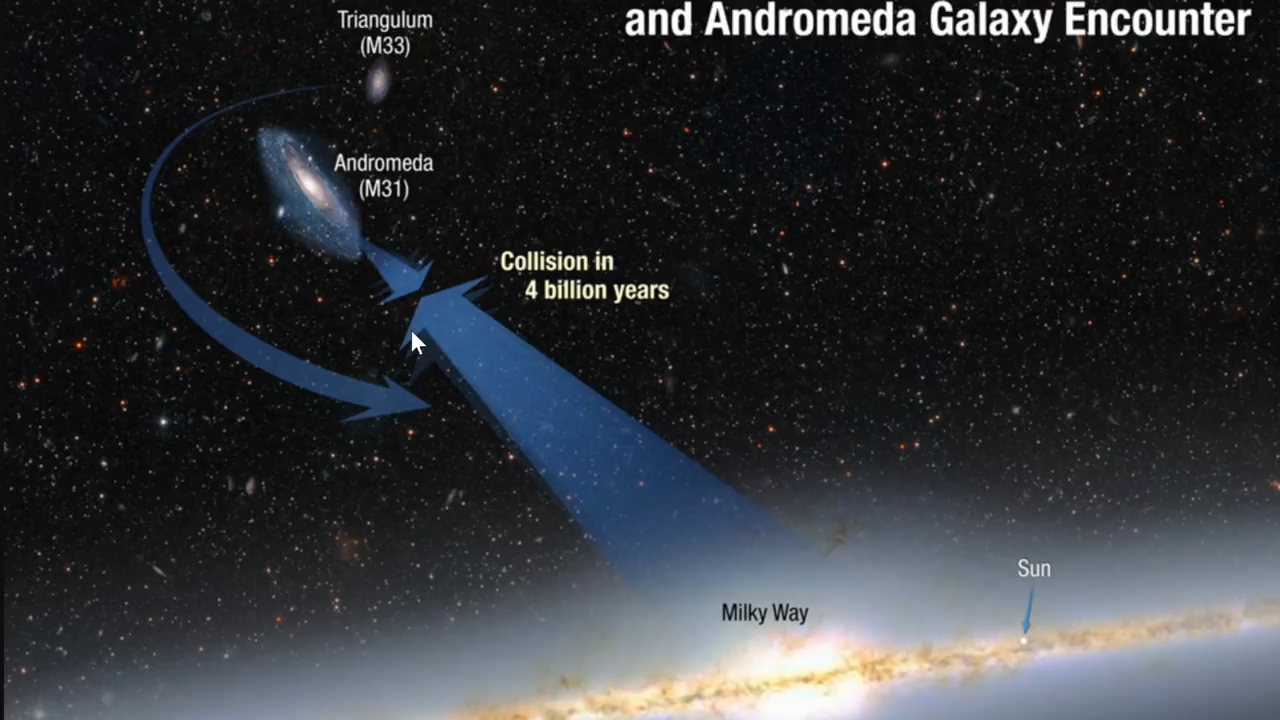 and Andromeda Galaxy Encounter
Triangulum
(M33)
Andromeda
(M31)
Collision in
4 billion years
Sun
Milky Way